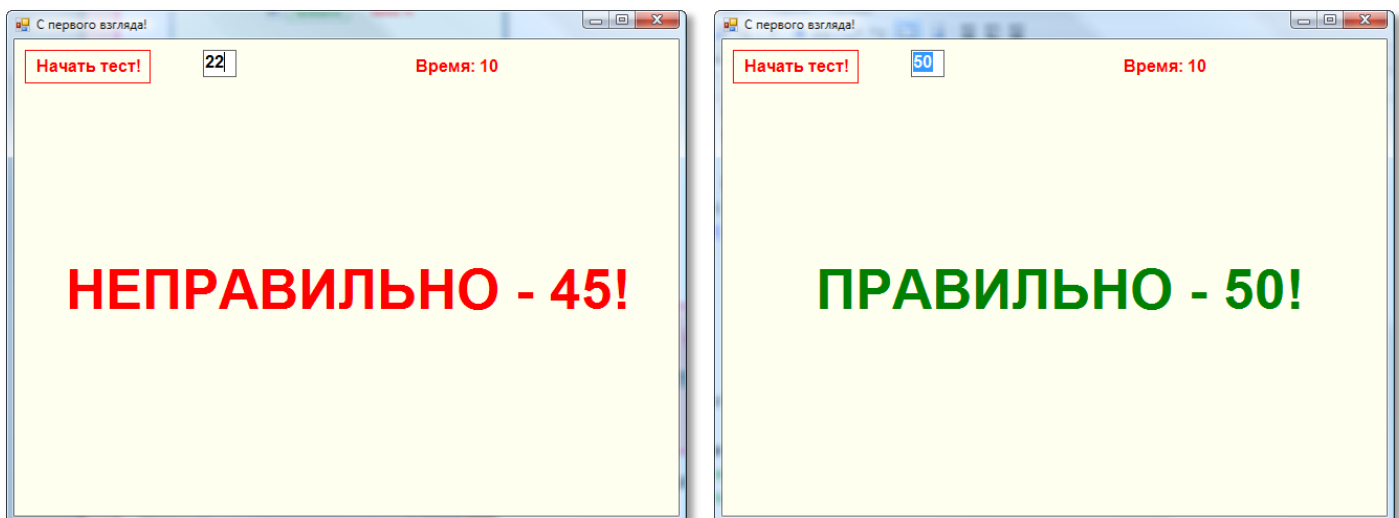 С первого взгляда!
Начать тест!
22
Время: 10
НЕПРАВИЛЬНО - 45!
С первого взгляда!
Начать тест!
50
Время: 10
ПРАВИЛЬНО - 50!